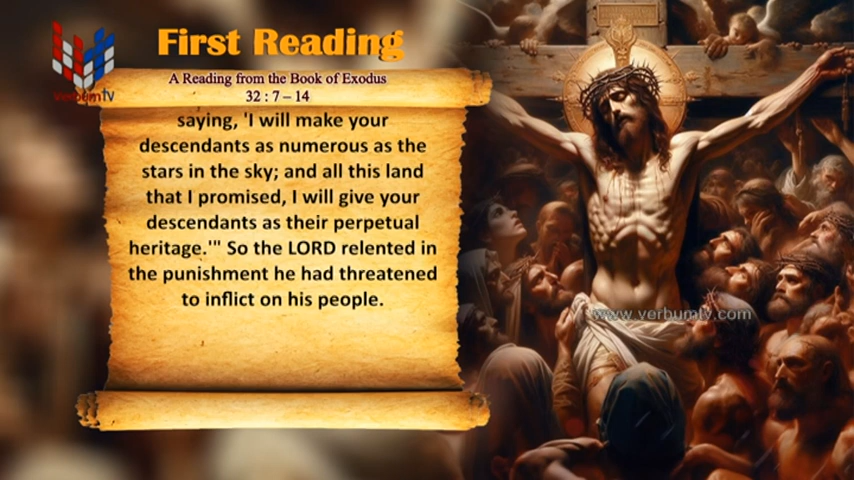 First Reading
verbumtv
A Reading from the Book of Exodus
32 : 7 – 14
saying, 'I will make your
descendants as numerous as the
stars in the sky; and all this land
that I promised, I will give your
descendants as their perpetual
heritage.'" So the LORD relented in
the punishment he had threatened
to inflict on his people.
www.verbumtv.com